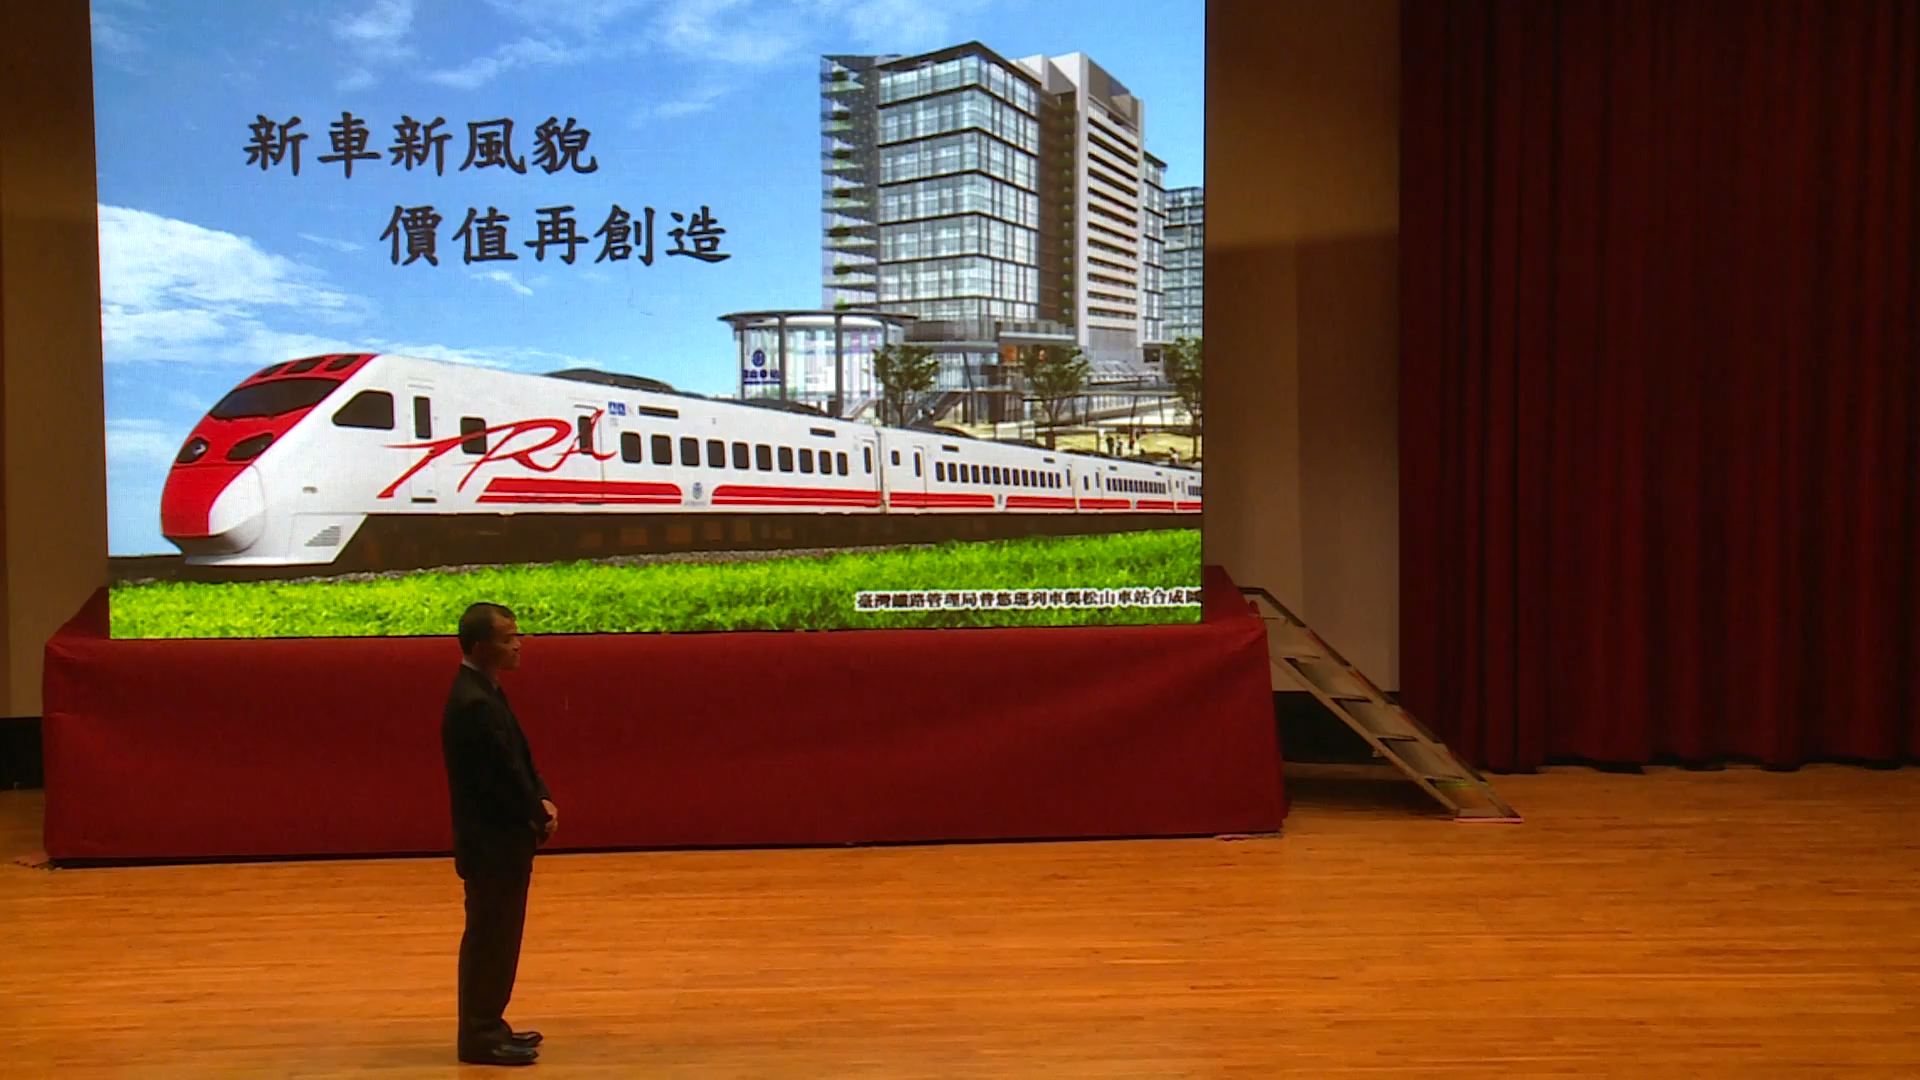 新車新風貌
價值再創造
TRA
臺灣鐵路管理局普悠瑪列車與松山車站合成圖